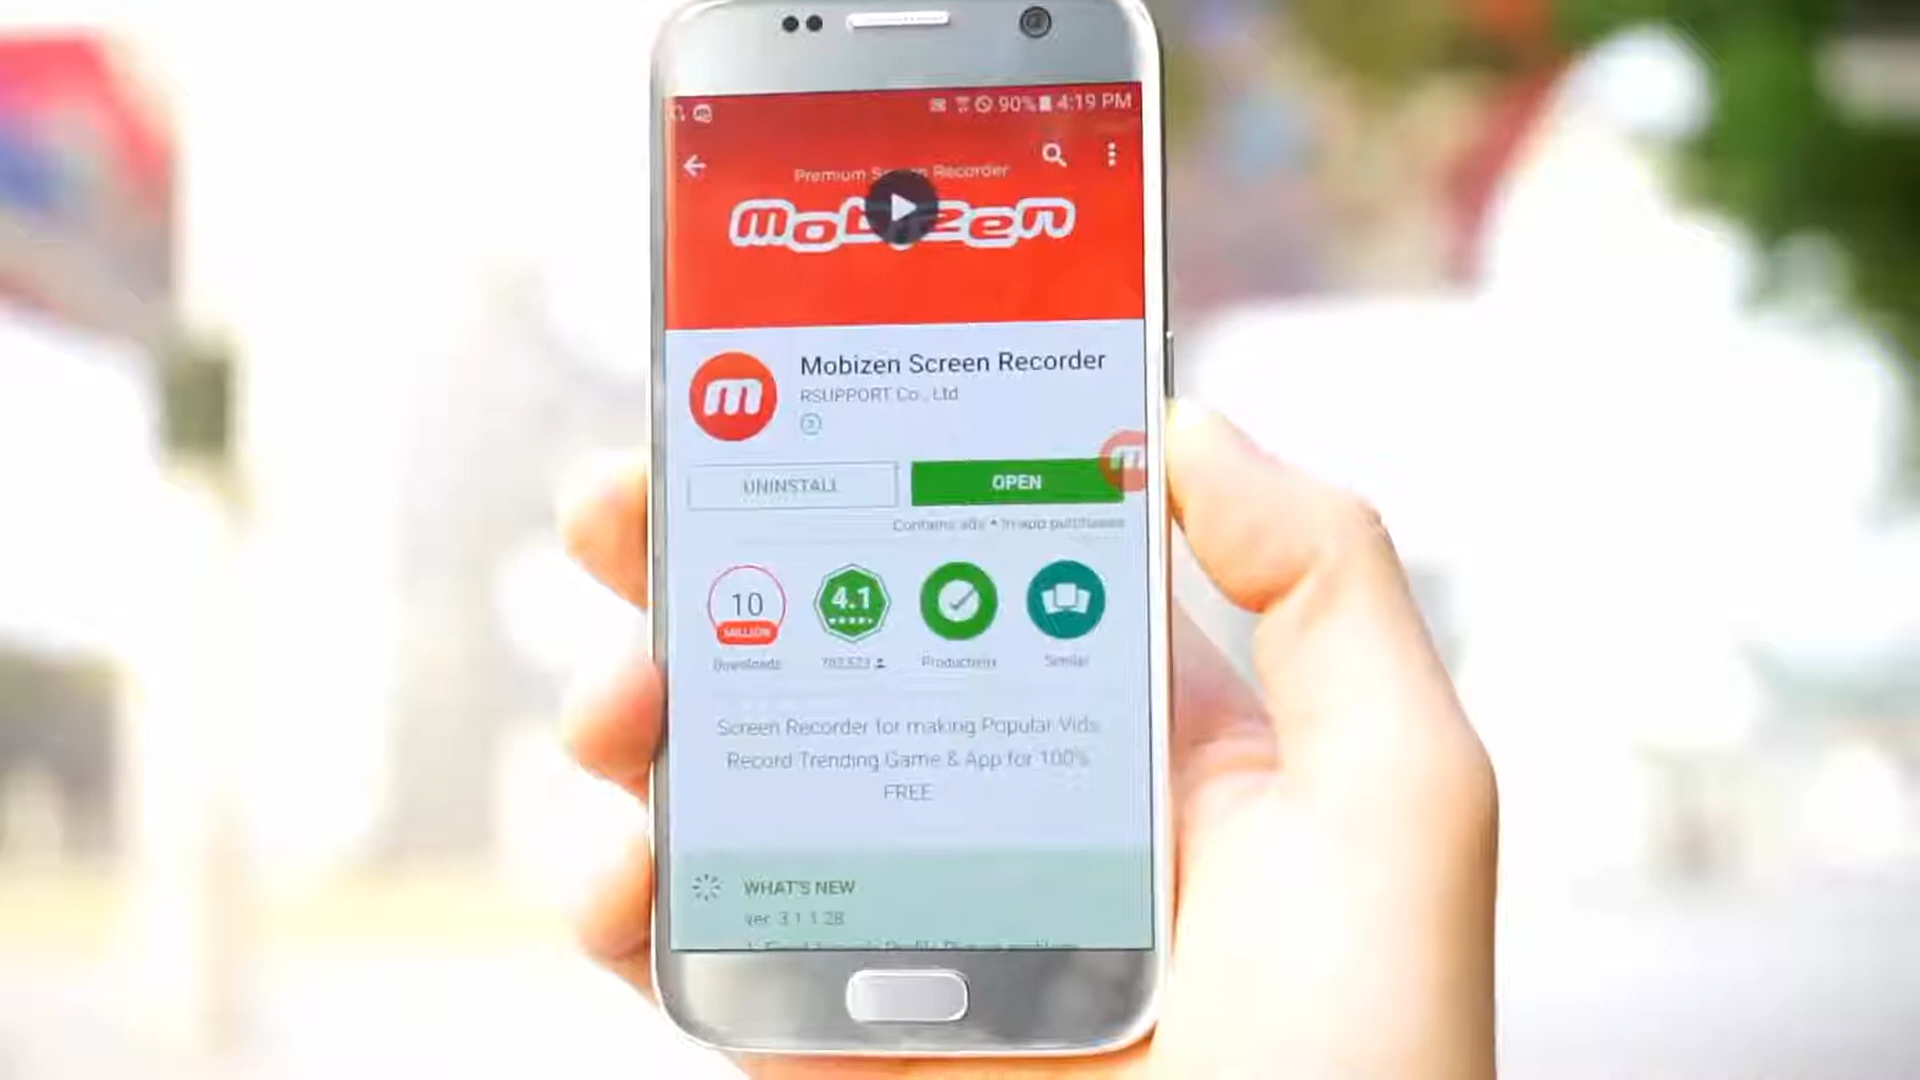 90% 4:19 PM
Premium Screen Recorder
mobizen
m
Mobizen Screen Recorder
RSUPPORT Co., Ltd
3
m
UNINSTALL
OPEN
Contains ads • In-app purchases
10
MILLION
4.1
Downloads
Productivity
Similar
Screen Recorder for making Popular Vids.
Record Trending Game & App for 100%
FREE
WHAT'S NEW
ver. 3.1.1.28